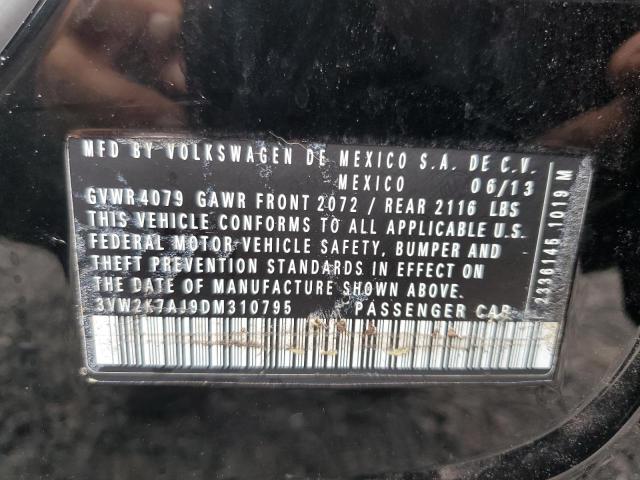 MFD BY VOLKSWAGEN DE MEXICO S.A. DE C.V.
MEXICO 06/13
GVWR 4079 GAWR FRONT 2072 / REAR 2116 LBS
THIS VEHICLE CONFORMS TO ALL APPLICABLE U.S.
FEDERAL MOTOR VEHICLE SAFETY, BUMPER AND
THEFT PREVENTION STANDARDS IN EFFECT ON
THE DATE OF MANUFACTURE SHOWN ABOVE.
3VW2K7AJ9DM310795 PASSENGER CAR
2336146 1019 M